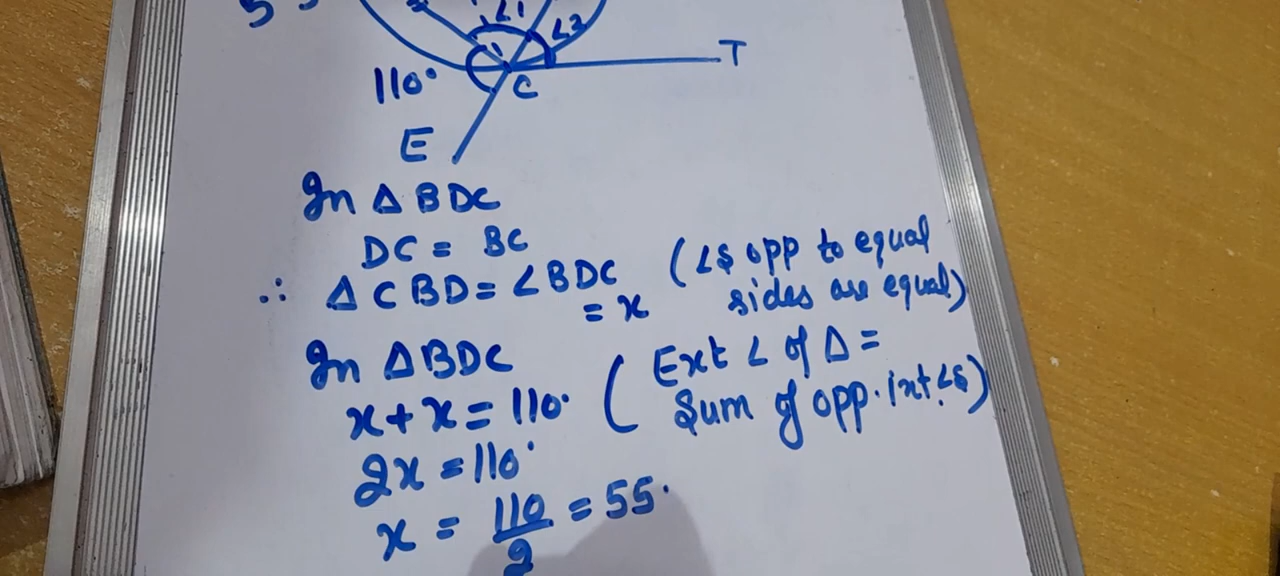 ∠1
∠2
T
110°
C
E
In Δ BDC
DC = BC
∴ Δ CBD = ∠BDC (∠s opp to equal
= x sides are equal)
In Δ BDC
x + x = 110° ( Ext ∠ of Δ =
Sum of opp. int ∠s)
2x = 110°
x = 110/2 = 55°